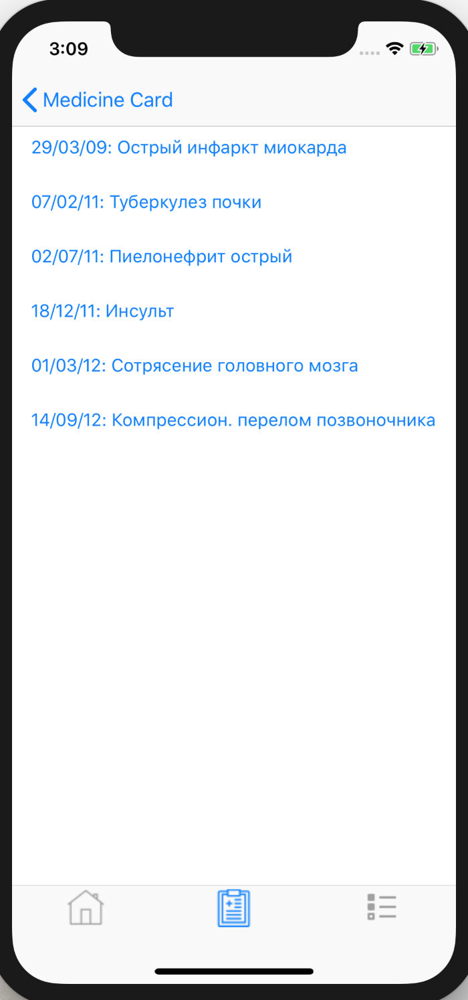 3:09
Medicine Card
29/03/09: Острый инфаркт миокарда
07/02/11: Туберкулез почки
02/07/11: Пиелонефрит острый
18/12/11: Инсульт
01/03/12: Сотрясение головного мозга
14/09/12: Компрессион. перелом позвоночника